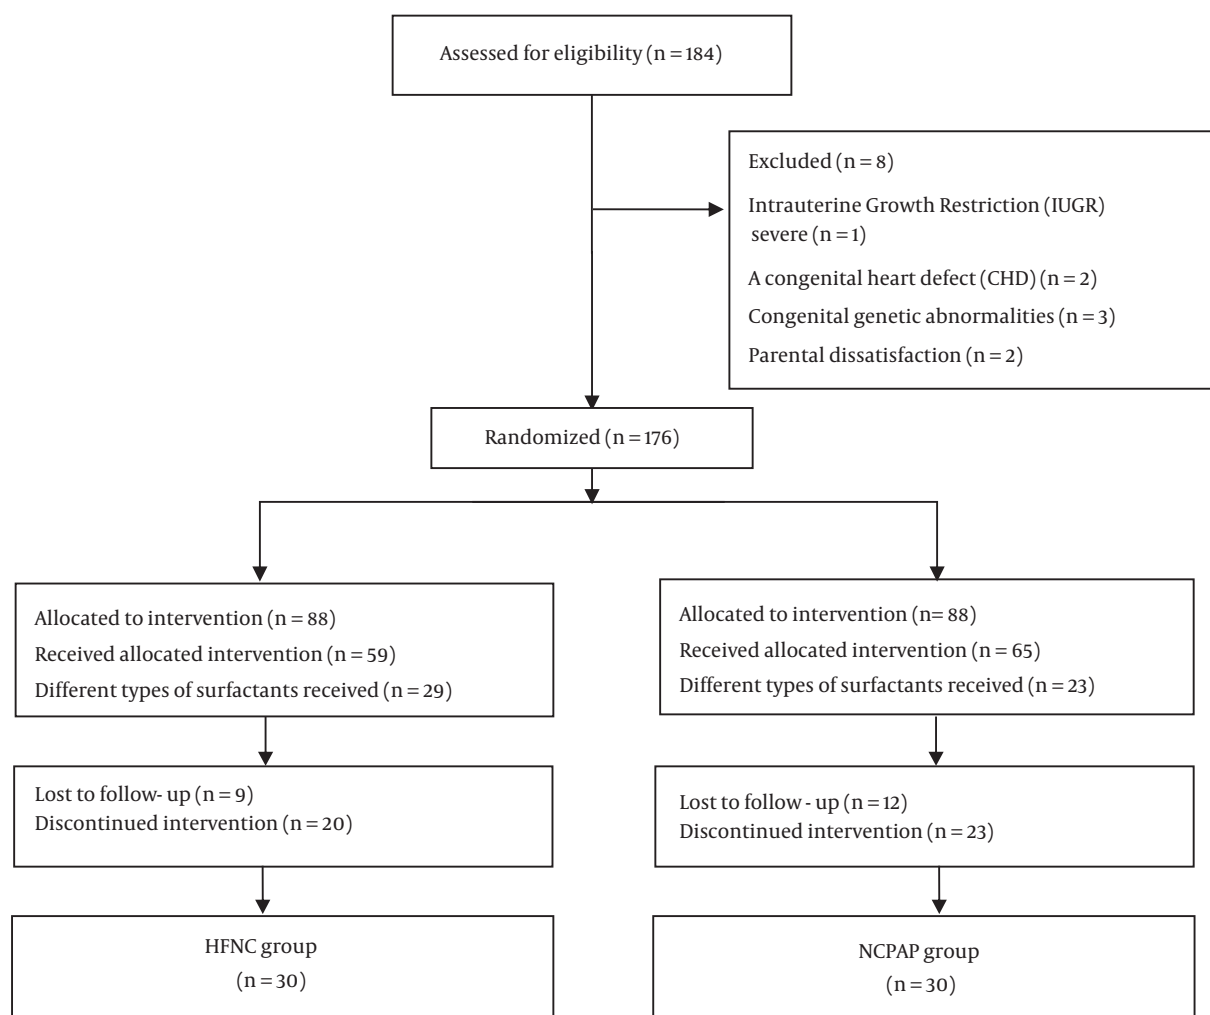 Assessed for eligibility (n = 184)
Excluded (n = 8)
Intrauterine Growth Restriction (IUGR)
severe (n = 1)
A congenital heart defect (CHD) (n = 2)
Congenital genetic abnormalities (n = 3)
Parental dissatisfaction (n = 2)
Randomized (n = 176)
Allocated to intervention (n = 88)
Received allocated intervention (n = 59)
Different types of surfactants received (n = 29)
Allocated to intervention (n= 88)
Received allocated intervention (n = 65)
Different types of surfactants received (n = 23)
Lost to follow- up (n = 9)
Discontinued intervention (n = 20)
Lost to follow - up (n = 12)
Discontinued intervention (n = 23)
HFNC group
(n = 30)
NCPAP group
(n = 30)